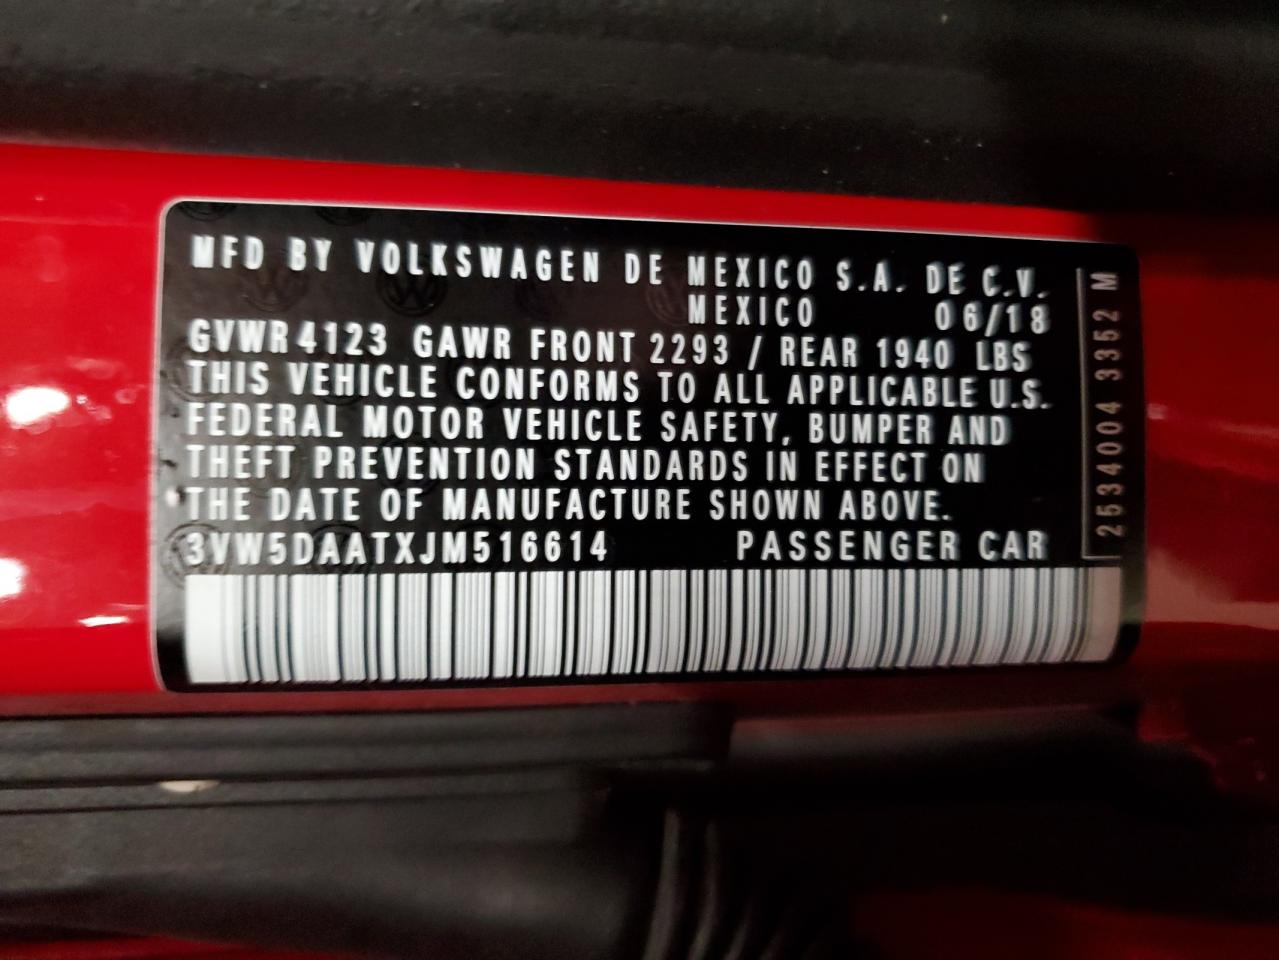 MFD BY VOLKSWAGEN DE MEXICO S.A. DE C.V.
MEXICO 06/18
GVWR 4123 GAWR FRONT 2293 / REAR 1940 LBS
THIS VEHICLE CONFORMS TO ALL APPLICABLE U.S.
FEDERAL MOTOR VEHICLE SAFETY, BUMPER AND
THEFT PREVENTION STANDARDS IN EFFECT ON
THE DATE OF MANUFACTURE SHOWN ABOVE.
3VW5DAATXJM516614 PASSENGER CAR
2534004 3352 M